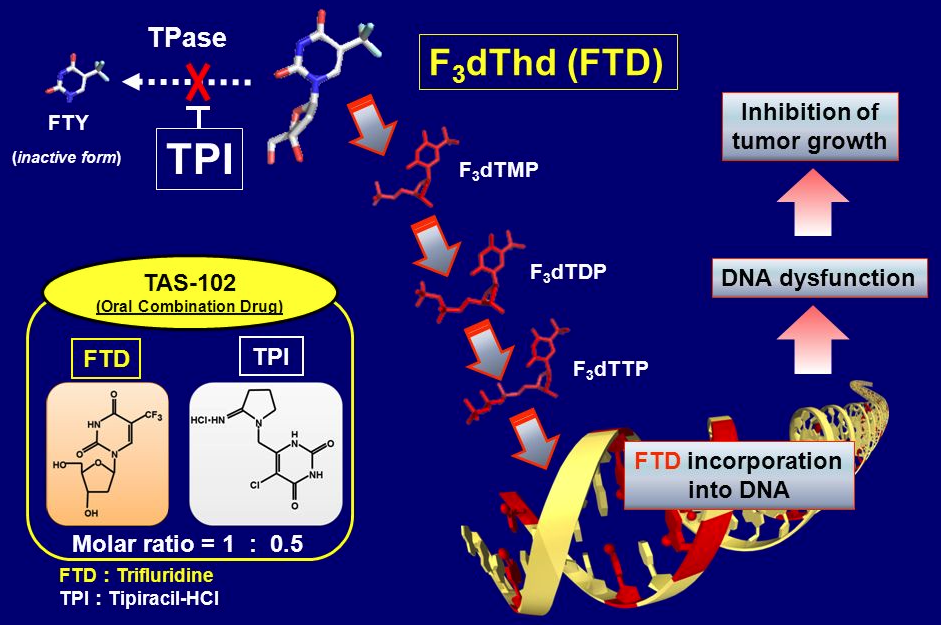 TPase
F3dThd (FTD)
FTY
(inactive form)
TPI
F3dTMP
F3dTDP
F3dTTP
Inhibition of
tumor growth
DNA dysfunction
FTD incorporation
into DNA
TAS-102
(Oral Combination Drug)
FTD
TPI
O
HN
CF3
O
N
HO
O
OH
HCl·HN
N
H
N
O
NH
Cl
O
Molar ratio = 1 : 0.5
FTD : Trifluridine
TPI : Tipiracil-HCl